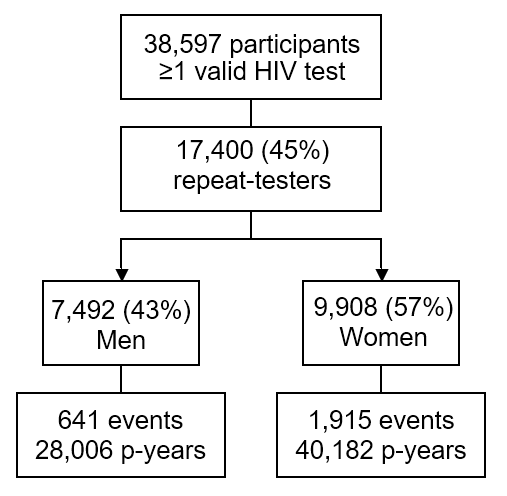 38,597 participants
≥1 valid HIV test
17,400 (45%)
repeat-testers
7,492 (43%)
Men
9,908 (57%)
Women
641 events
28,006 p-years
1,915 events
40,182 p-years